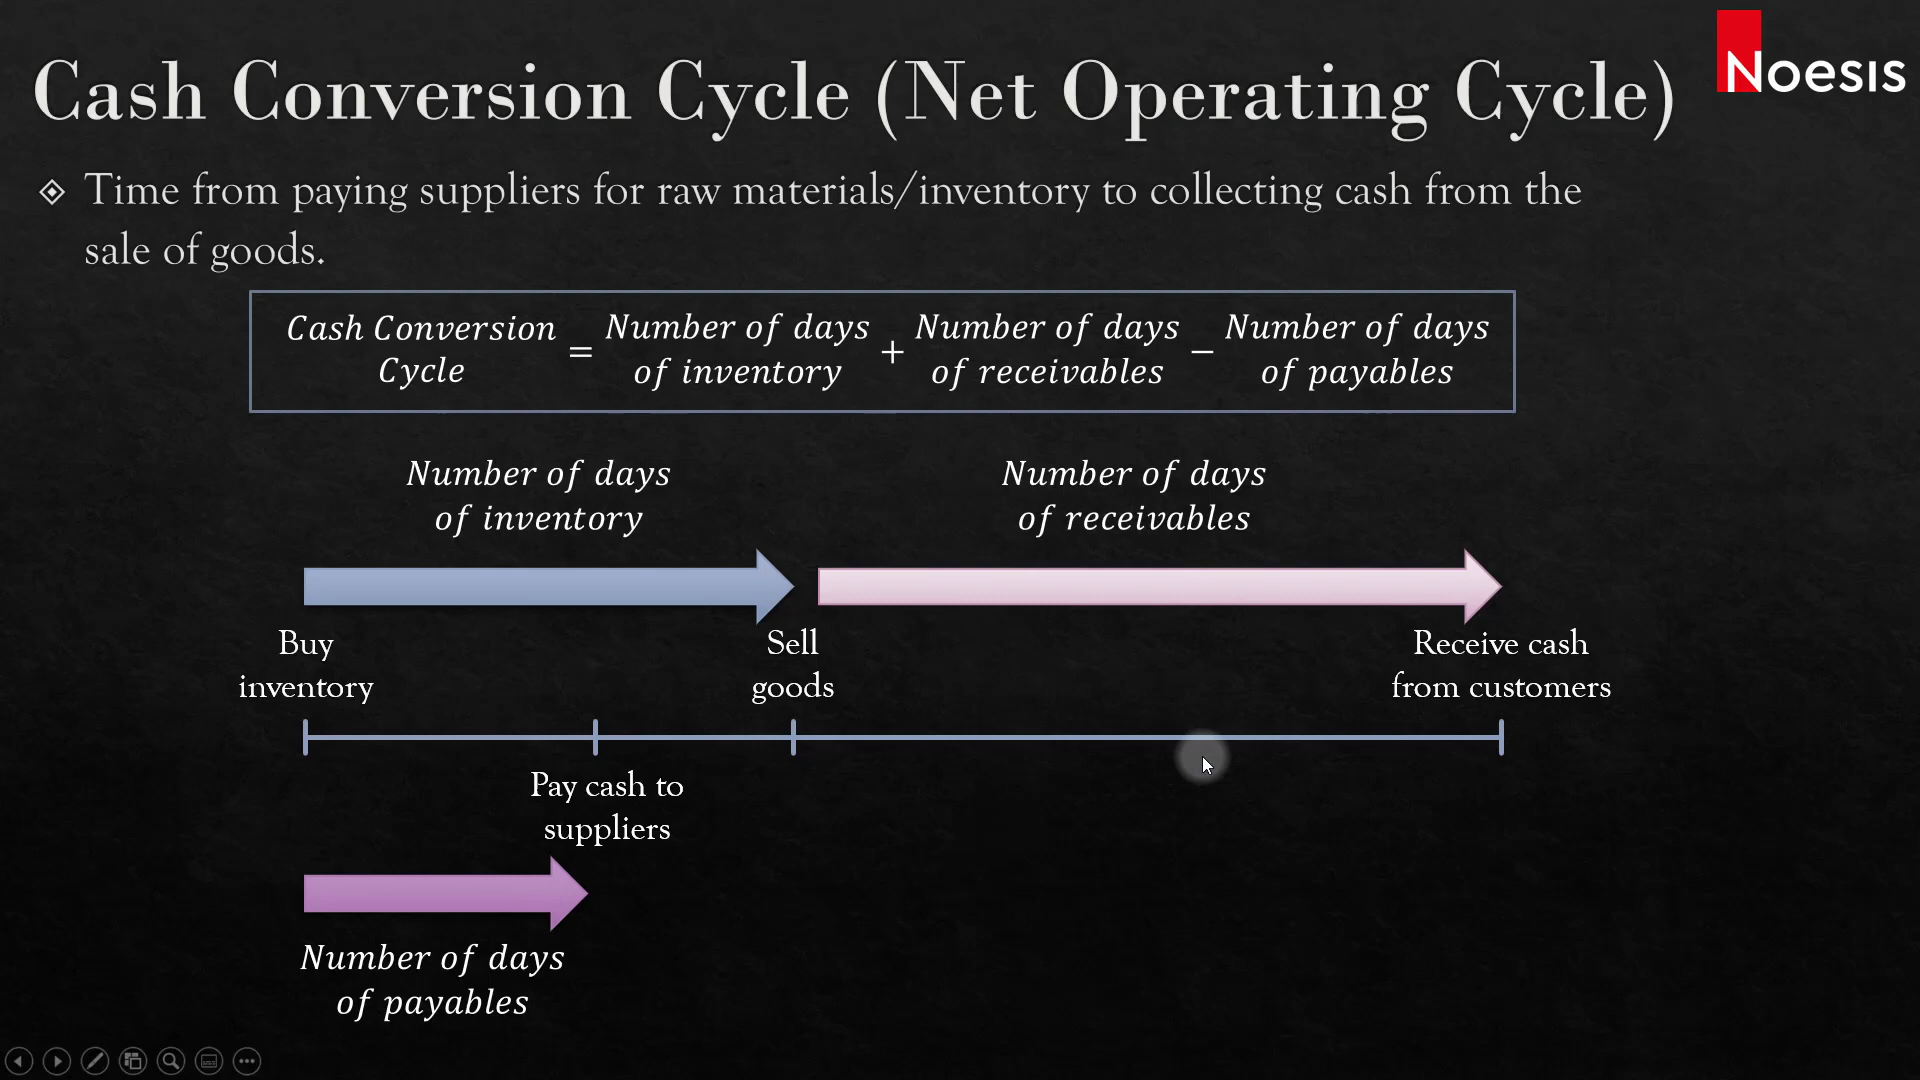 Cash Conversion Cycle (Net Operating Cycle)
Noesis
Time from paying suppliers for raw materials/inventory to collecting cash from the
sale of goods.
Cash Conversion
Cycle
=
Number of days
of inventory
+
Number of days
of receivables
−
Number of days
of payables
Number of days
of inventory
Number of days
of receivables
Buy
inventory
Sell
goods
Receive cash
from customers
Pay cash to
suppliers
Number of days
of payables